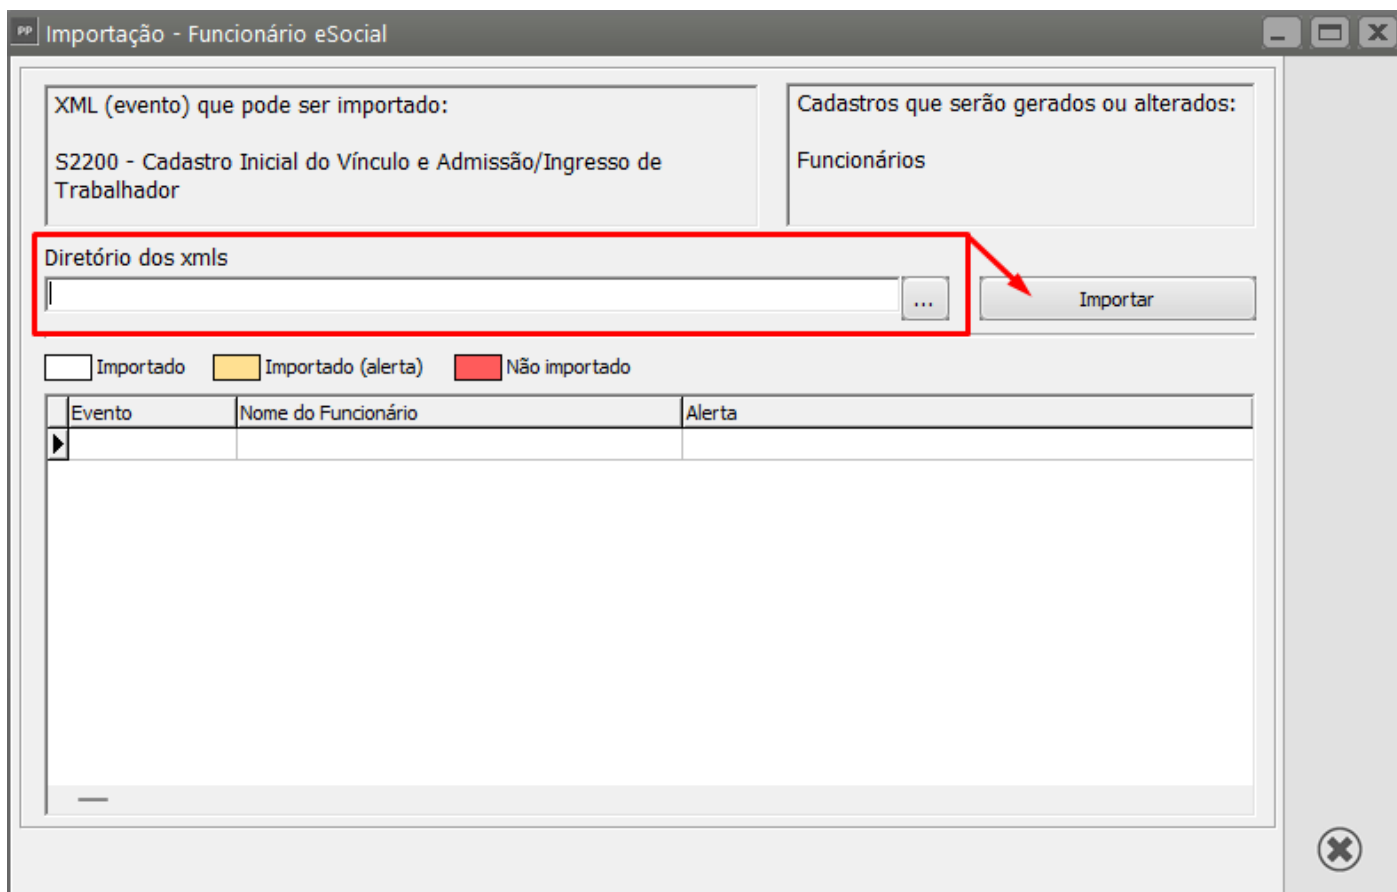 PP Importação - Funcionário eSocial
XML (evento) que pode ser importado:
S2200 - Cadastro Inicial do Vínculo e Admissão/Ingresso de
Trabalhador
Cadastros que serão gerados ou alterados:
Funcionários
Diretório dos xmls
...
Importar
Importado
Importado (alerta)
Não importado
Evento
Nome do Funcionário
Alerta